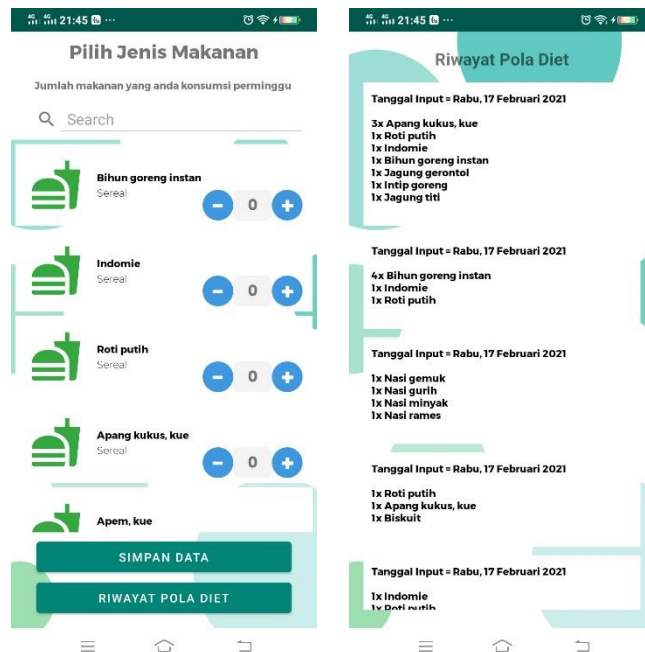 21:45
Pilih Jenis Makanan
Jumlah makanan yang anda konsumsi perminggu
Search
Bihun goreng instan
Sereal
- 0 +
Indomie
Sereal
- 0 +
Roti putih
Sereal
- 0 +
Apang kukus, kue
Sereal
- 0 +
Apem, kue
SIMPAN DATA
RIWAYAT POLA DIET
21:45
Riwayat Pola Diet
Tanggal Input = Rabu, 17 Februari 2021
3x Apang kukus, kue
1x Roti putih
1x Indomie
1x Bihun goreng instan
1x Jagung gerontol
1x Intip goreng
1x Jagung titi
Tanggal Input = Rabu, 17 Februari 2021
4x Bihun goreng instan
1x Indomie
1x Roti putih
Tanggal Input = Rabu, 17 Februari 2021
1x Nasi gemuk
1x Nasi gurih
1x Nasi minyak
1x Nasi rames
Tanggal Input = Rabu, 17 Februari 2021
1x Roti putih
1x Apang kukus, kue
1x Biskuit
Tanggal Input = Rabu, 17 Februari 2021
1x Indomie
1x Roti putih